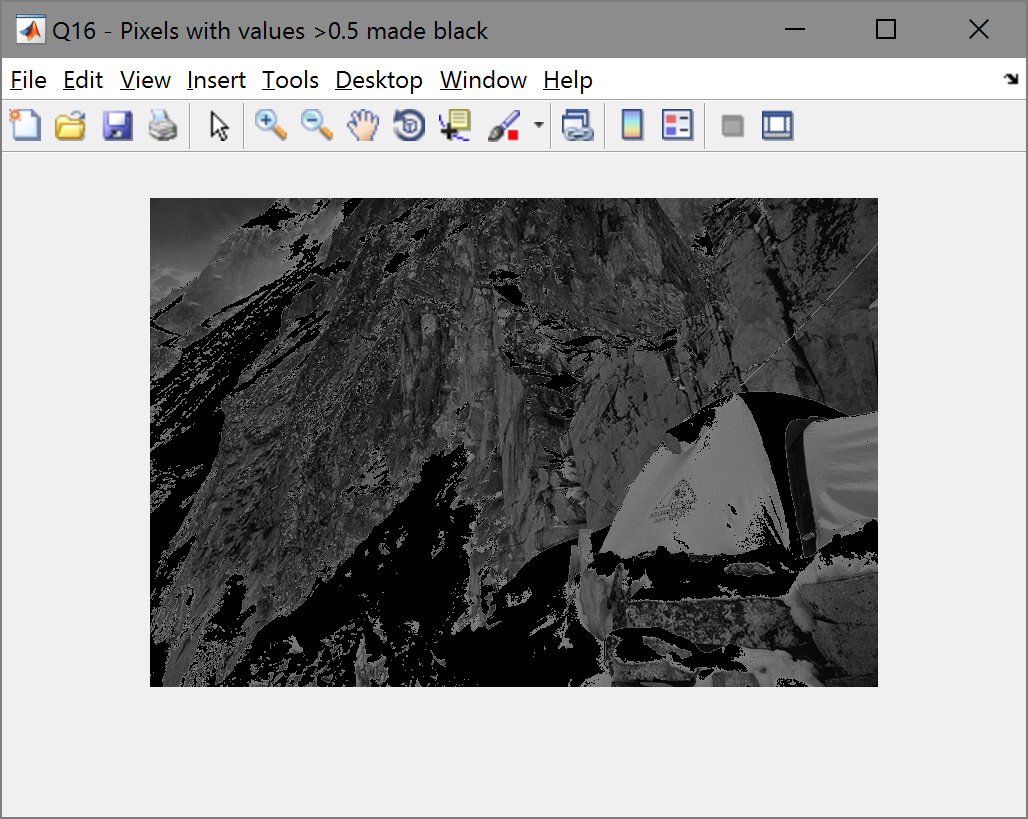 Q16 - Pixels with values >0.5 made black
File Edit View Insert Tools Desktop Window Help